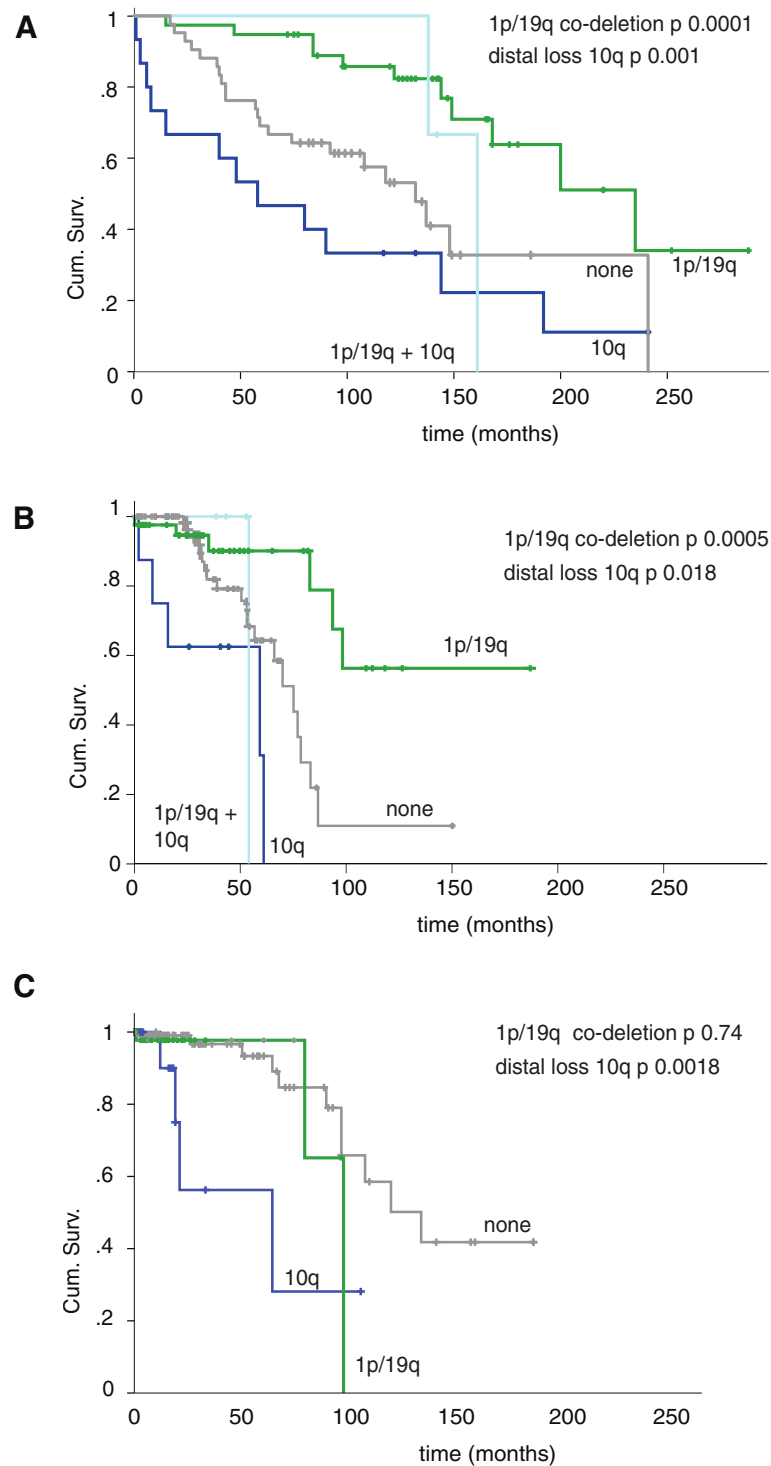 A
1p/19q co-deletion p 0.0001
distal loss 10q p 0.001
1
.8
.6
.4
.2
0
Cum. Surv.
none
1p/19q
1p/19q + 10q
10q
0 50 100 150 200 250
time (months)
B
1p/19q co-deletion p 0.0005
distal loss 10q p 0.018
1
.8
.6
.4
.2
0
Cum. Surv.
1p/19q
1p/19q +
10q
10q
none
0 50 100 150 200 250
time (months)
C
1p/19q co-deletion p 0.74
distal loss 10q p 0.0018
1
.8
.6
.4
.2
0
Cum. Surv.
none
10q
1p/19q
0 50 100 150 200 250
time (months)